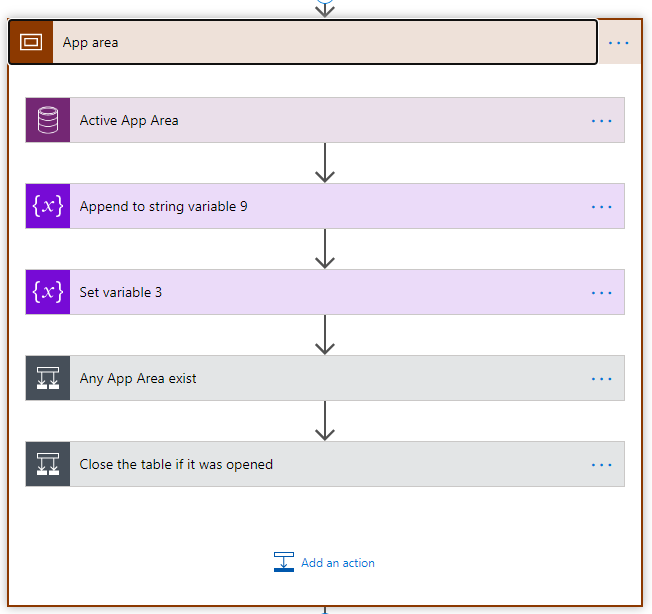 App area
Active App Area
{x} Append to string variable 9
{x} Set variable 3
Any App Area exist
Close the table if it was opened
Add an action